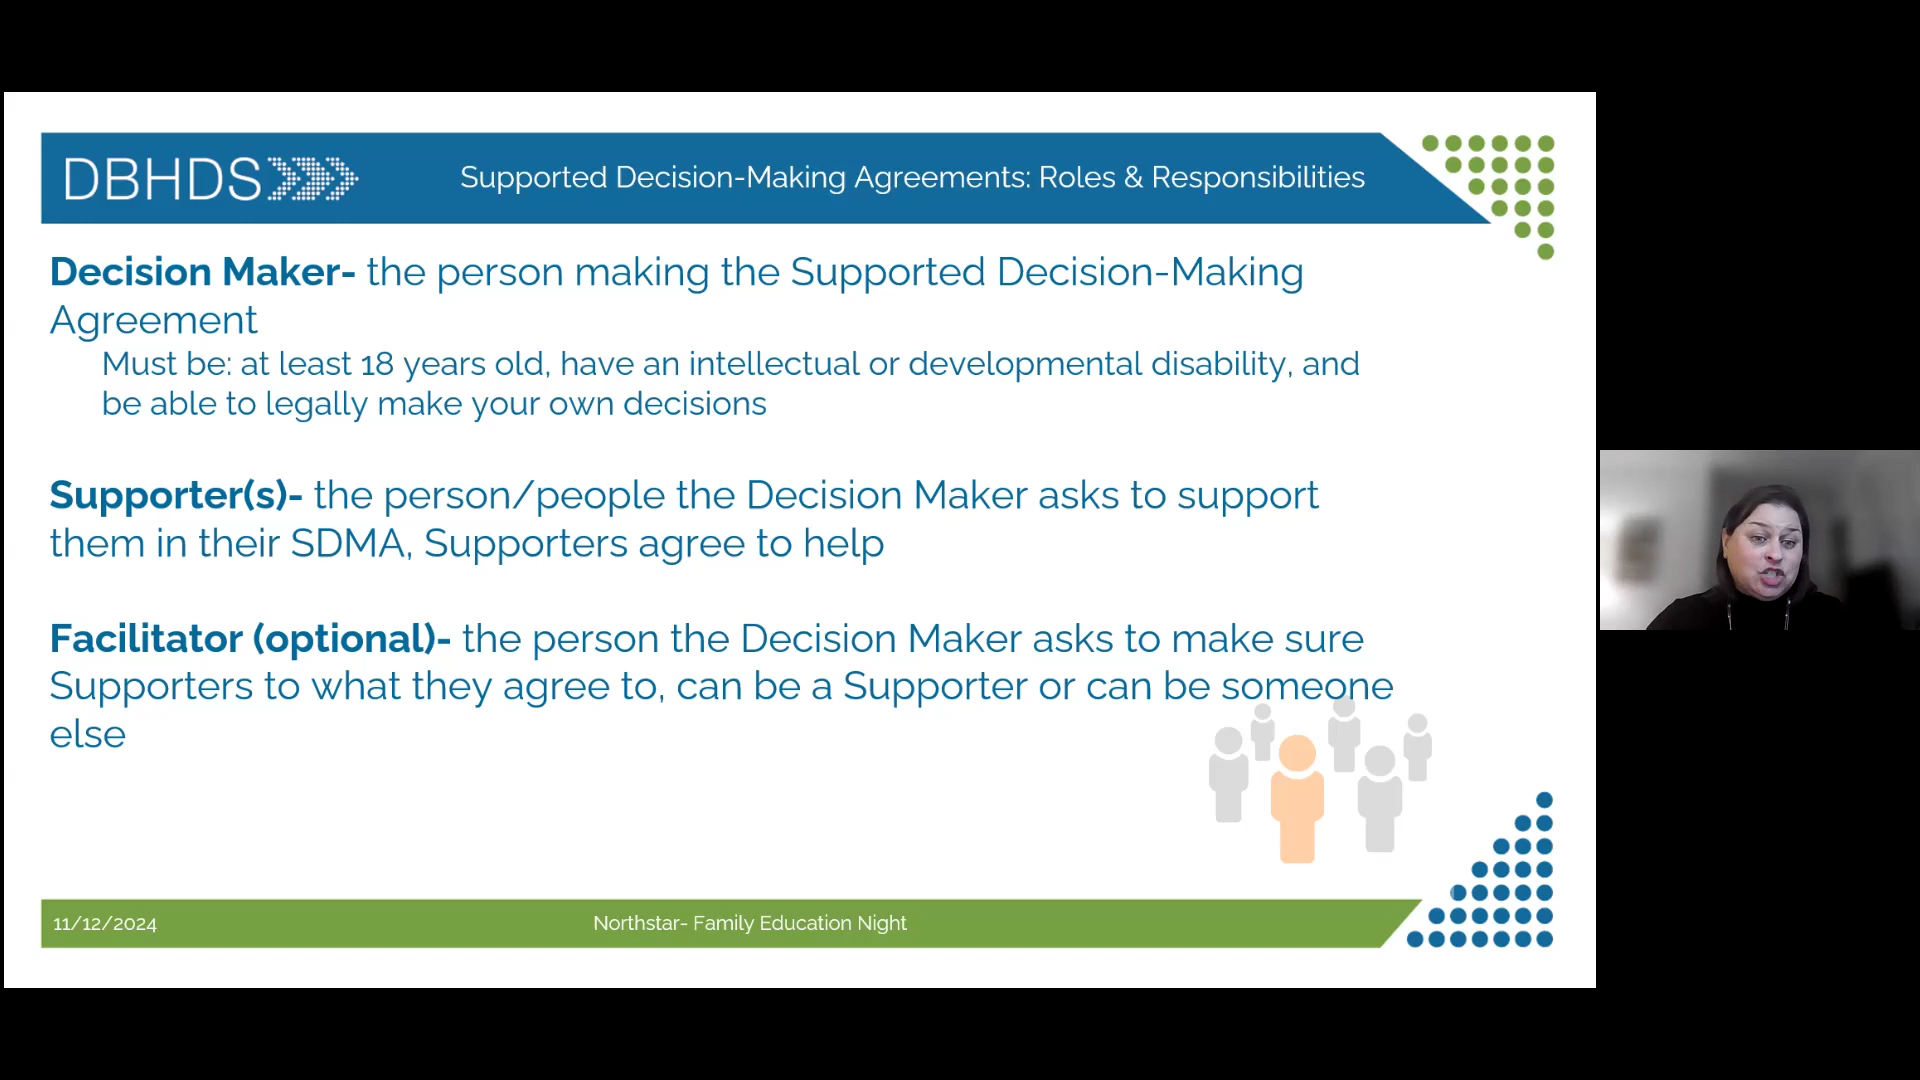 DBHDS
Supported Decision-Making Agreements: Roles & Responsibilities
Decision Maker- the person making the Supported Decision-Making
Agreement
Must be: at least 18 years old, have an intellectual or developmental disability, and
be able to legally make your own decisions
Supporter(s)- the person/people the Decision Maker asks to support
them in their SDMA, Supporters agree to help
Facilitator (optional)- the person the Decision Maker asks to make sure
Supporters to what they agree to, can be a Supporter or can be someone
else
11/12/2024
Northstar- Family Education Night